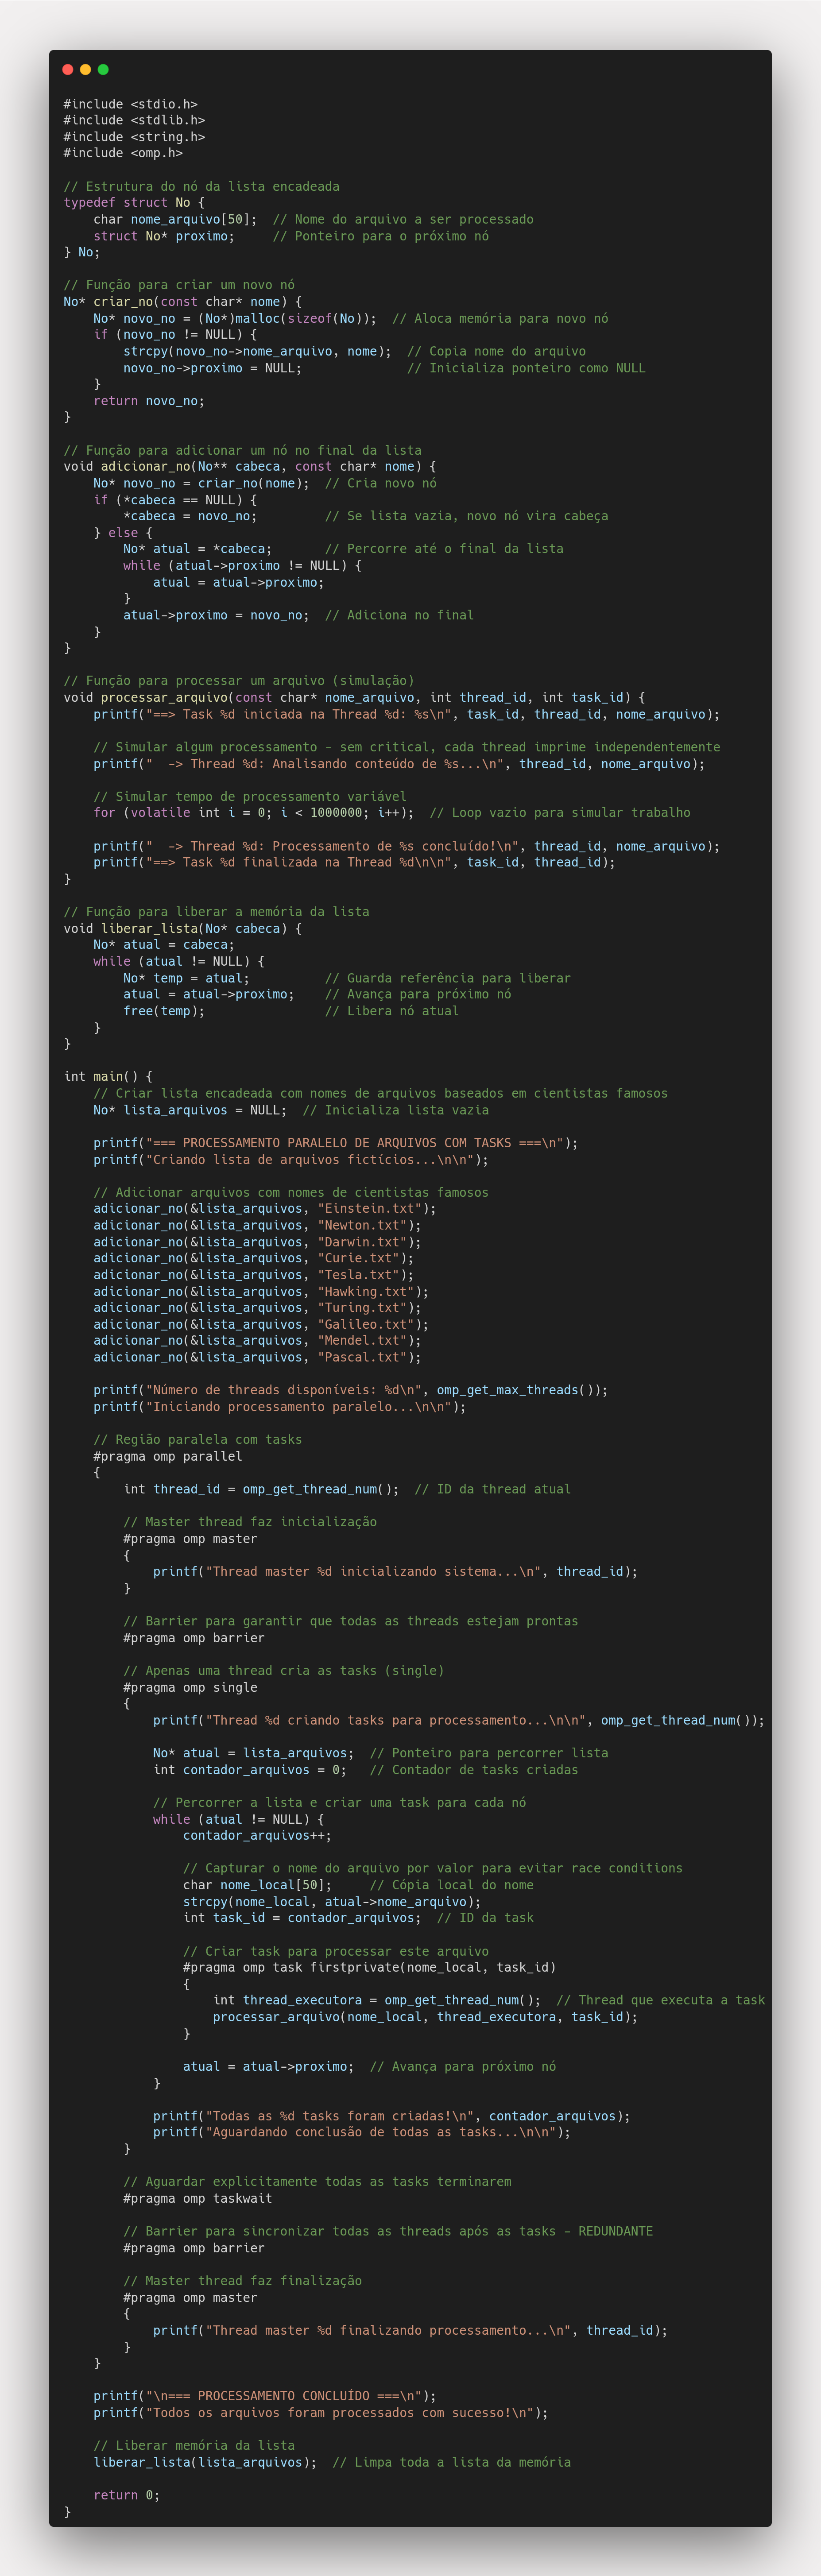 #include <stdio.h>
#include <stdlib.h>
#include <string.h>
#include <omp.h>

// Estrutura do nó da lista encadeada
typedef struct No {
    char nome_arquivo[50];  // Nome do arquivo a ser processado
    struct No* proximo;     // Ponteiro para o próximo nó
} No;

// Função para criar um novo nó
No* criar_no(const char* nome) {
    No* novo_no = (No*)malloc(sizeof(No));  // Aloca memória para novo nó
    if (novo_no != NULL) {
        strcpy(novo_no->nome_arquivo, nome);  // Copia nome do arquivo
        novo_no->proximo = NULL;              // Inicializa ponteiro como NULL
    }
    return novo_no;
}

// Função para adicionar um nó no final da lista
void adicionar_no(No** cabeca, const char* nome) {
    No* novo_no = criar_no(nome);  // Cria novo nó
    if (*cabeca == NULL) {
        *cabeca = novo_no;         // Se lista vazia, novo nó vira cabeça
    } else {
        No* atual = *cabeca;       // Percorre até o final da lista
        while (atual->proximo != NULL) {
            atual = atual->proximo;
        }
        atual->proximo = novo_no;  // Adiciona no final
    }
}

// Função para processar um arquivo (simulação)
void processar_arquivo(const char* nome_arquivo, int thread_id, int task_id) {
    printf("==> Task %d iniciada na Thread %d: %s\n", task_id, thread_id, nome_arquivo);

    // Simular algum processamento - sem critical, cada thread imprime independentemente
    printf("  -> Thread %d: Analisando conteúdo de %s...\n", thread_id, nome_arquivo);

    // Simular tempo de processamento variável
    for (volatile int i = 0; i < 1000000; i++);  // Loop vazio para simular trabalho

    printf("  -> Thread %d: Processamento de %s concluído!\n", thread_id, nome_arquivo);
    printf("==> Task %d finalizada na Thread %d\n\n", task_id, thread_id);
}

// Função para liberar a memória da lista
void liberar_lista(No* cabeca) {
    No* atual = cabeca;
    while (atual != NULL) {
        No* temp = atual;          // Guarda referência para liberar
        atual = atual->proximo;    // Avança para próximo nó
        free(temp);                // Libera nó atual
    }
}

int main() {
    // Criar lista encadeada com nomes de arquivos baseados em cientistas famosos
    No* lista_arquivos = NULL;  // Inicializa lista vazia

    printf("=== PROCESSAMENTO PARALELO DE ARQUIVOS COM TASKS ===\n");
    printf("Criando lista de arquivos fictícios...\n\n");

    // Adicionar arquivos com nomes de cientistas famosos
    adicionar_no(&lista_arquivos, "Einstein.txt");
    adicionar_no(&lista_arquivos, "Newton.txt");
    adicionar_no(&lista_arquivos, "Darwin.txt");
    adicionar_no(&lista_arquivos, "Curie.txt");
    adicionar_no(&lista_arquivos, "Tesla.txt");
    adicionar_no(&lista_arquivos, "Hawking.txt");
    adicionar_no(&lista_arquivos, "Turing.txt");
    adicionar_no(&lista_arquivos, "Galileo.txt");
    adicionar_no(&lista_arquivos, "Mendel.txt");
    adicionar_no(&lista_arquivos, "Pascal.txt");

    printf("Número de threads disponíveis: %d\n", omp_get_max_threads());
    printf("Iniciando processamento paralelo...\n\n");

    // Região paralela com tasks
    #pragma omp parallel
    {
        int thread_id = omp_get_thread_num();  // ID da thread atual

        // Master thread faz inicialização
        #pragma omp master
        {
            printf("Thread master %d inicializando sistema...\n", thread_id);
        }

        // Barrier para garantir que todas as threads estejam prontas
        #pragma omp barrier

        // Apenas uma thread cria as tasks (single)
        #pragma omp single
        {
            printf("Thread %d criando tasks para processamento...\n\n", omp_get_thread_num());

            No* atual = lista_arquivos;  // Ponteiro para percorrer lista
            int contador_arquivos = 0;   // Contador de tasks criadas

            // Percorrer a lista e criar uma task para cada nó
            while (atual != NULL) {
                contador_arquivos++;

                // Capturar o nome do arquivo por valor para evitar race conditions
                char nome_local[50];     // Cópia local do nome
                strcpy(nome_local, atual->nome_arquivo);
                int task_id = contador_arquivos;  // ID da task

                // Criar task para processar este arquivo
                #pragma omp task firstprivate(nome_local, task_id)
                {
                    int thread_executora = omp_get_thread_num();  // Thread que executa a task
                    processar_arquivo(nome_local, thread_executora, task_id);
                }

                atual = atual->proximo;  // Avança para próximo nó
            }

            printf("Todas as %d tasks foram criadas!\n", contador_arquivos);
            printf("Aguardando conclusão de todas as tasks...\n\n");
        }

        // Aguardar explicitamente todas as tasks terminarem
        #pragma omp taskwait

        // Barrier para sincronizar todas as threads após as tasks - REDUNDANTE
        #pragma omp barrier

        // Master thread faz finalização
        #pragma omp master
        {
            printf("Thread master %d finalizando processamento...\n", thread_id);
        }
    }

    printf("\n=== PROCESSAMENTO CONCLUÍDO ===\n");
    printf("Todos os arquivos foram processados com sucesso!\n");

    // Liberar memória da lista
    liberar_lista(lista_arquivos);  // Limpa toda a lista da memória

    return 0;
}